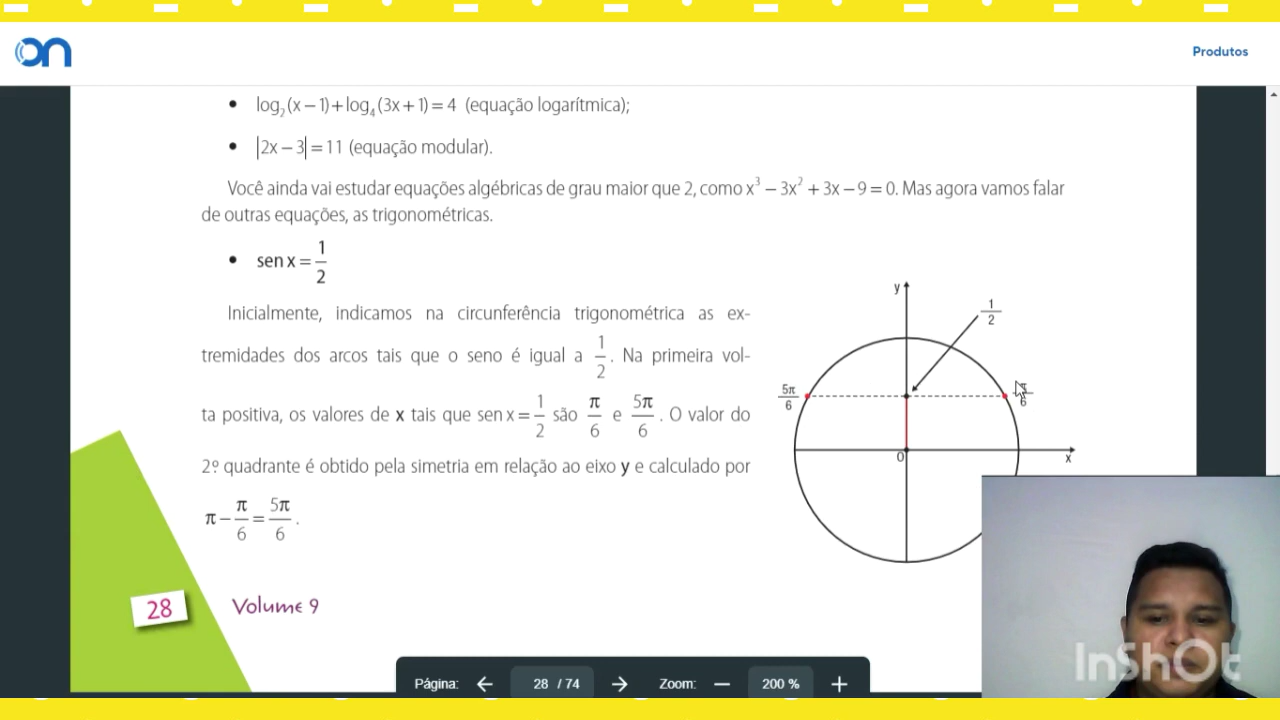 on
Produtos
• log₂(x – 1) + log₄(3x + 1) = 4 (equação logarítmica);
• |2x – 3| = 11 (equação modular).
Você ainda vai estudar equações algébricas de grau maior que 2, como x³ – 3x² + 3x – 9 = 0. Mas agora vamos falar
de outras equações, as trigonométricas.
• sen x = 1/2
Inicialmente, indicamos na circunferência trigonométrica as ex-
tremidades dos arcos tais que o seno é igual a 1/2. Na primeira vol-
ta positiva, os valores de x tais que sen x = 1/2 são π/6 e 5π/6. O valor do
2º quadrante é obtido pela simetria em relação ao eixo y e calculado por
π – π/6 = 5π/6.
y
1/2
5π/6
6
0
x
28 Volume 9
Página: 28 / 74 Zoom: 200 %
InShOt